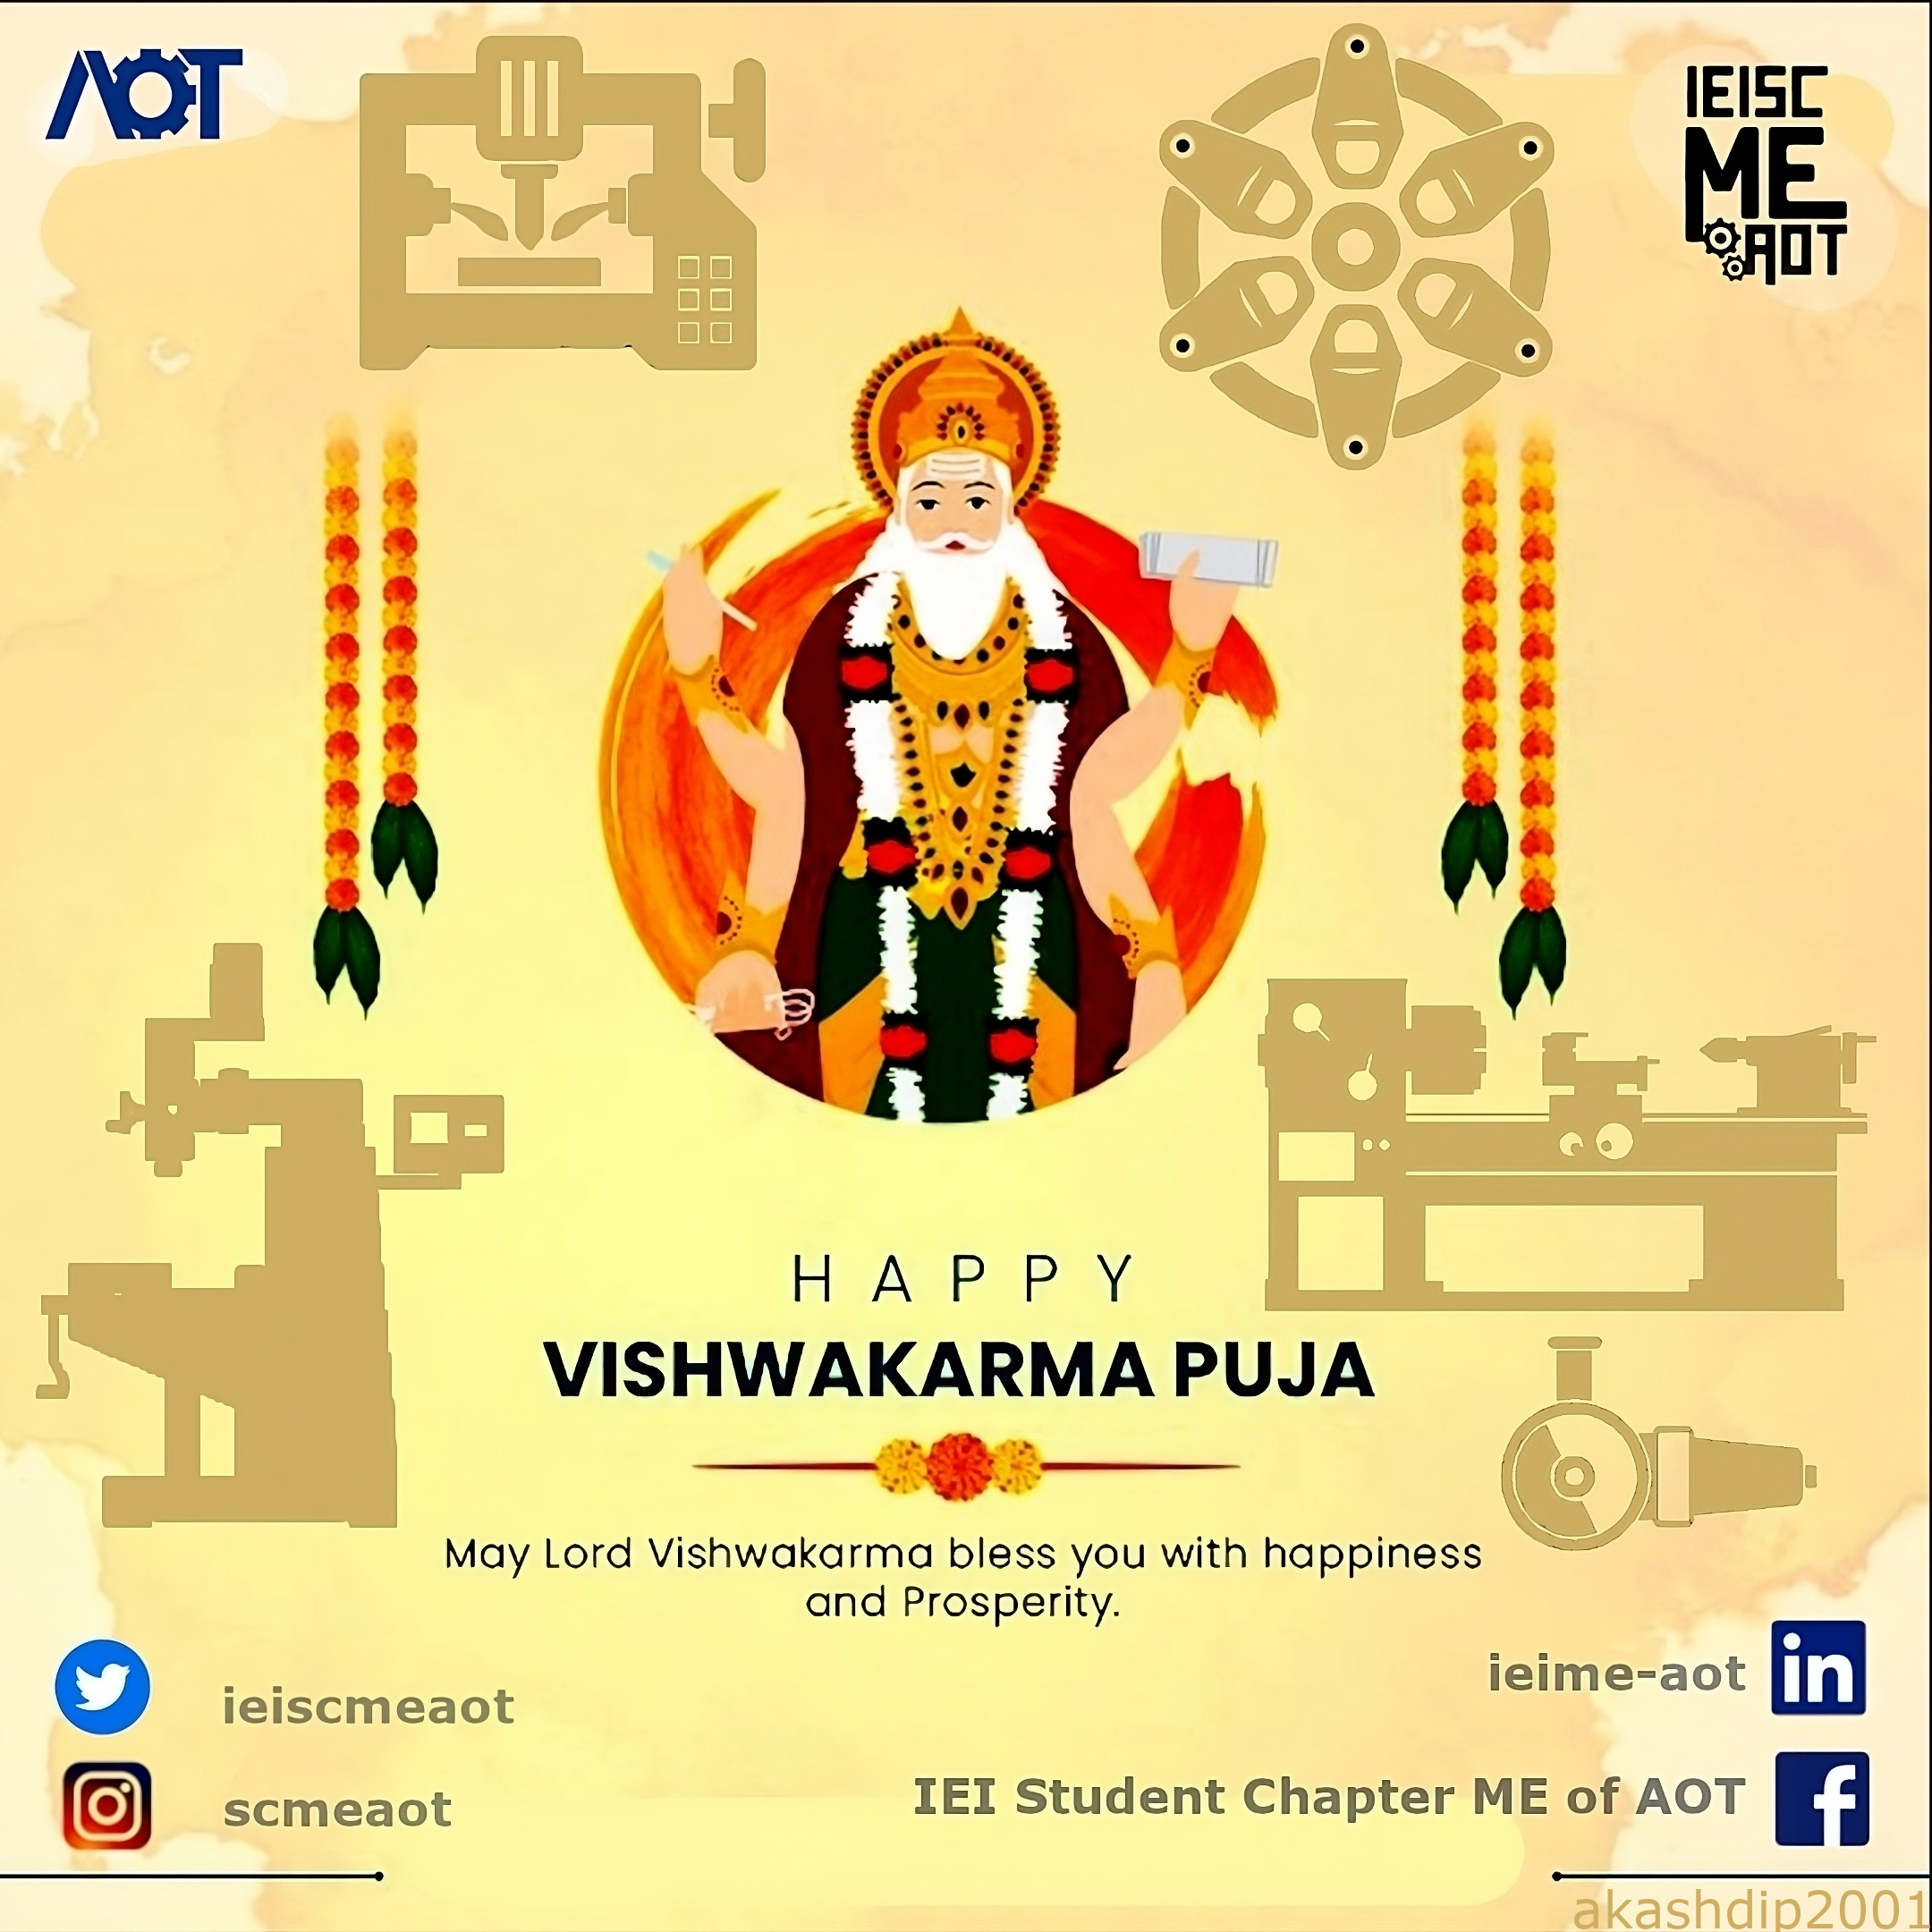 AOT
IEISC
ME
AOT
HAPPY
VISHWAKARMA PUJA
May Lord Vishwakarma bless you with happiness
and Prosperity.
ieiscmeaot
scmeaot
ieime-aot
in
IEI Student Chapter ME of AOT
f
akashdip2001